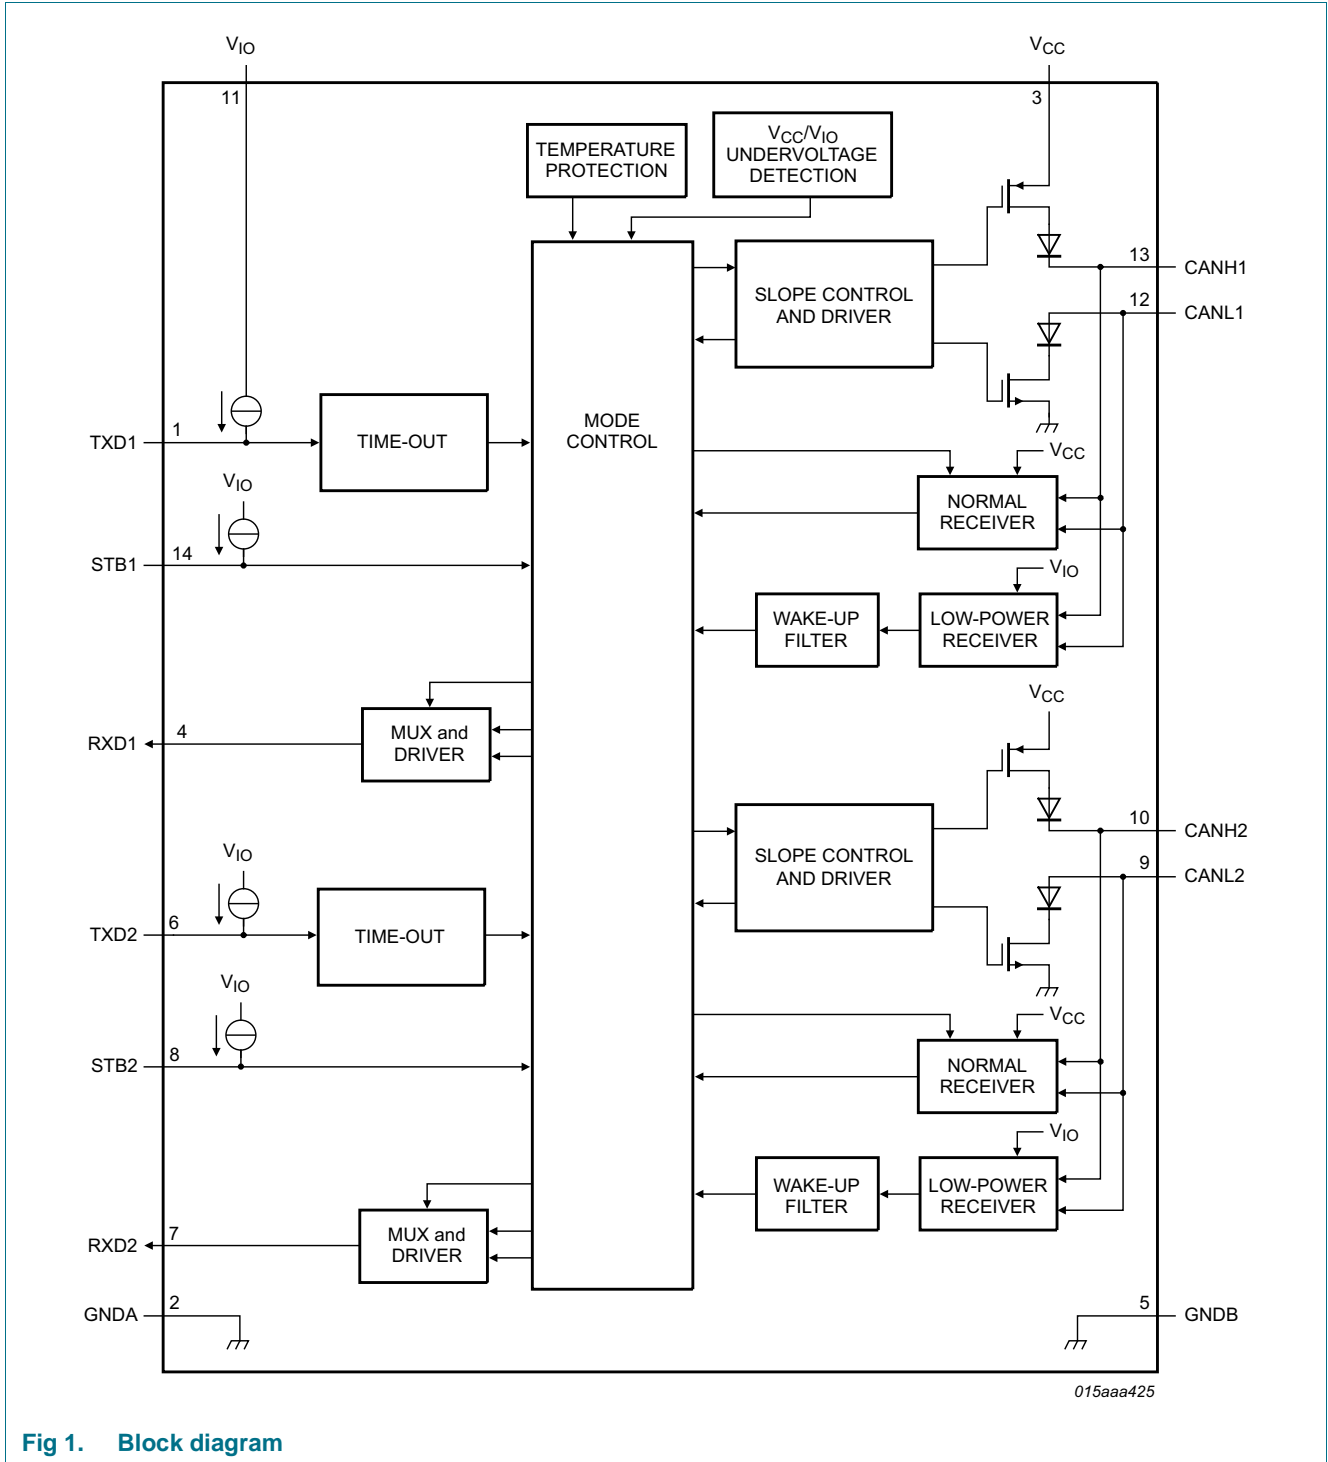 VIO
VCC
11
3
TEMPERATURE
PROTECTION
VCC/VIO
UNDERVOLTAGE
DETECTION
13
CANH1
SLOPE CONTROL
AND DRIVER
12
CANL1
MODE
CONTROL
TXD1
1
TIME-OUT
VCC
VIO
NORMAL
RECEIVER
STB1
14
VIO
WAKE-UP
FILTER
LOW-POWER
RECEIVER
VCC
RXD1
4
MUX and
DRIVER
10
CANH2
VIO
SLOPE CONTROL
AND DRIVER
9
CANL2
TXD2
6
TIME-OUT
VIO
VCC
STB2
8
NORMAL
RECEIVER
VIO
WAKE-UP
FILTER
LOW-POWER
RECEIVER
RXD2
7
MUX and
DRIVER
GNDA
2
5
GNDB
015aaa425
Fig 1. Block diagram